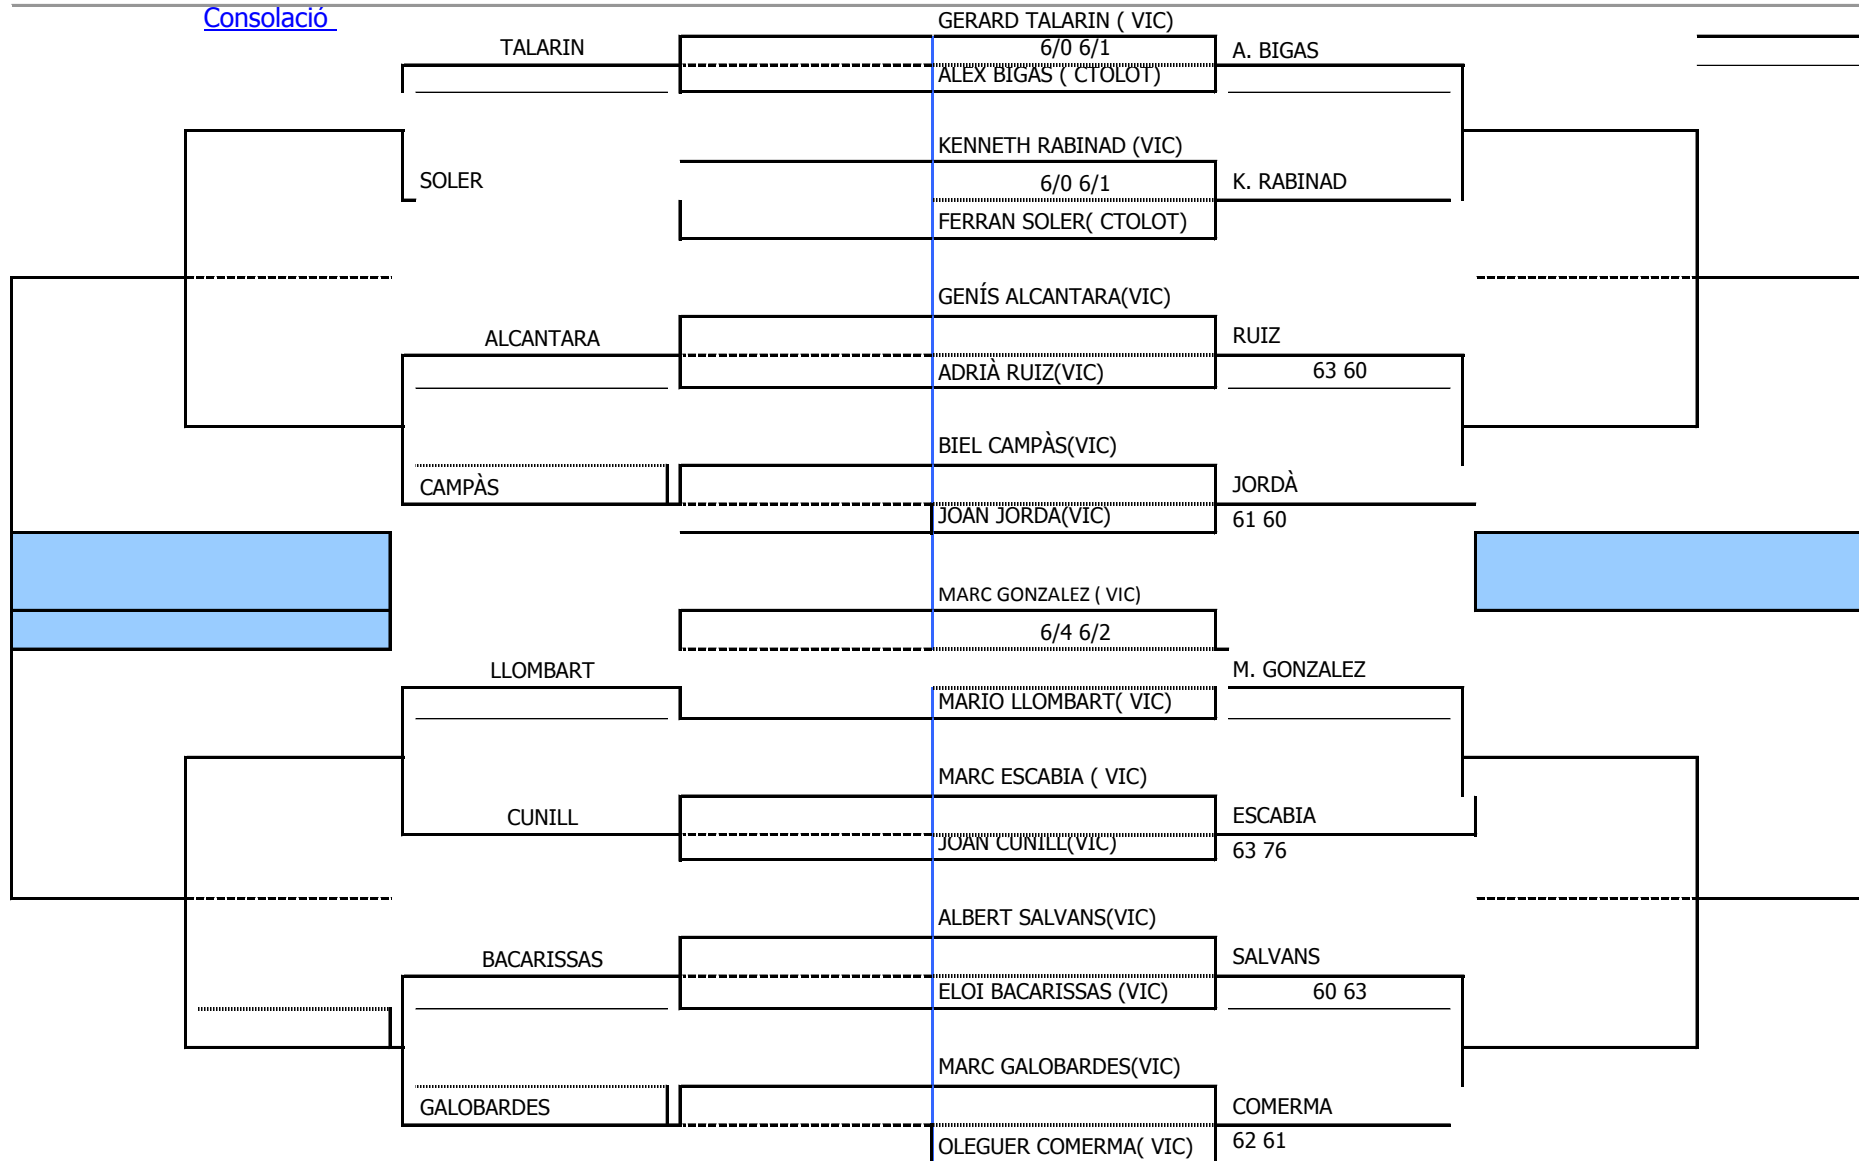 Consolació
GERARD TALARIN ( VIC)
TALARIN
6/0 6/1
A. BIGAS
ALEX BIGAS ( CTOLOT)
KENNETH RABINAD (VIC)
SOLER
6/0 6/1
K. RABINAD
FERRAN SOLER( CTOLOT)
GENÍS ALCANTARA(VIC)
ALCANTARA
RUIZ
ADRIÀ RUIZ(VIC)
63 60
BIEL CAMPÀS(VIC)
CAMPÀS
JORDÀ
JOAN JORDA(VIC)
61 60
MARC GONZALEZ ( VIC)
6/4 6/2
LLOMBART
M. GONZALEZ
MARIO LLOMBART( VIC)
MARC ESCABIA ( VIC)
CUNILL
ESCABIA
JOAN CUNILL(VIC)
63 76
ALBERT SALVANS(VIC)
BACARISSAS
SALVANS
ELOI BACARISSAS (VIC)
60 63
MARC GALOBARDES(VIC)
GALOBARDES
COMERMA
OLEGUER COMERMA( VIC)
62 61